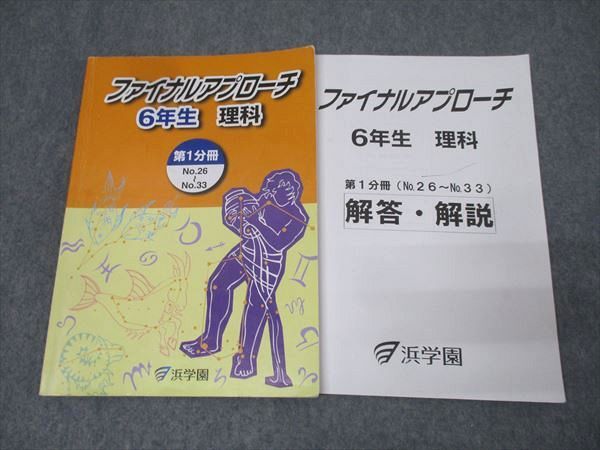 ファイナルアプローチ
6年生 理科
第1分冊
No.26
～
No.33
浜学園
ファイナルアプローチ
6年生 理科
第1分冊(No.26～No.33)
解答・解説
浜学園